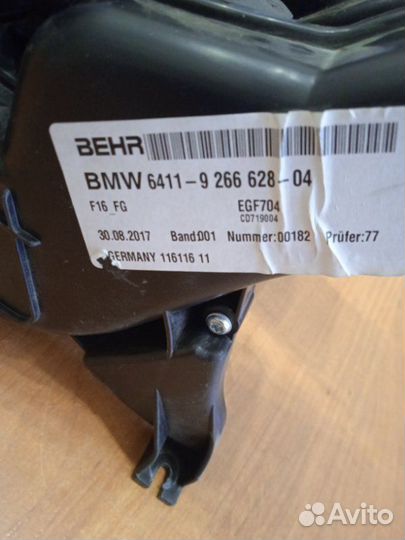 BEHR
BMW 6411-9 266 628-04
F16_FG EGF704
CD719004
30.08.2017 Band:001 Nummer:00182 Prüfer:77
GERMANY 116116 11
Avito